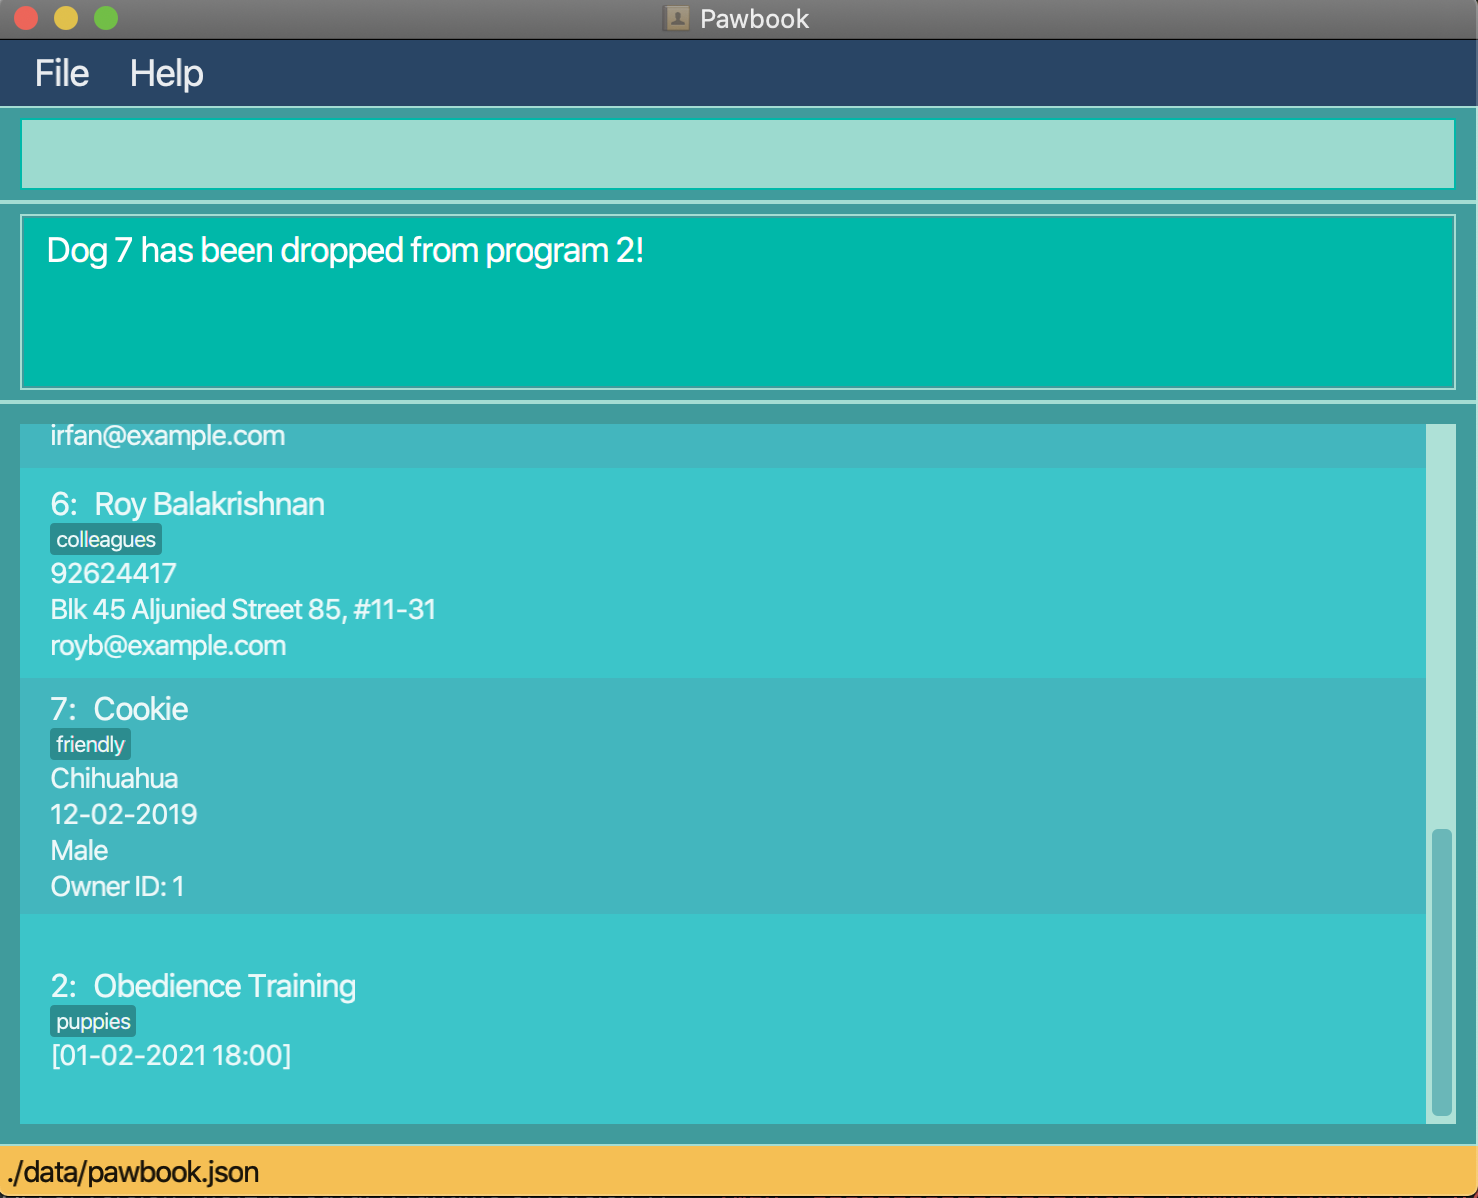 Pawbook
File Help
Dog 7 has been dropped from program 2!
irfan@example.com
6: Roy Balakrishnan
colleagues
92624417
Blk 45 Aljunied Street 85, #11-31
royb@example.com
7: Cookie
friendly
Chihuahua
12-02-2019
Male
Owner ID: 1
2: Obedience Training
puppies
[01-02-2021 18:00]
./data/pawbook.json